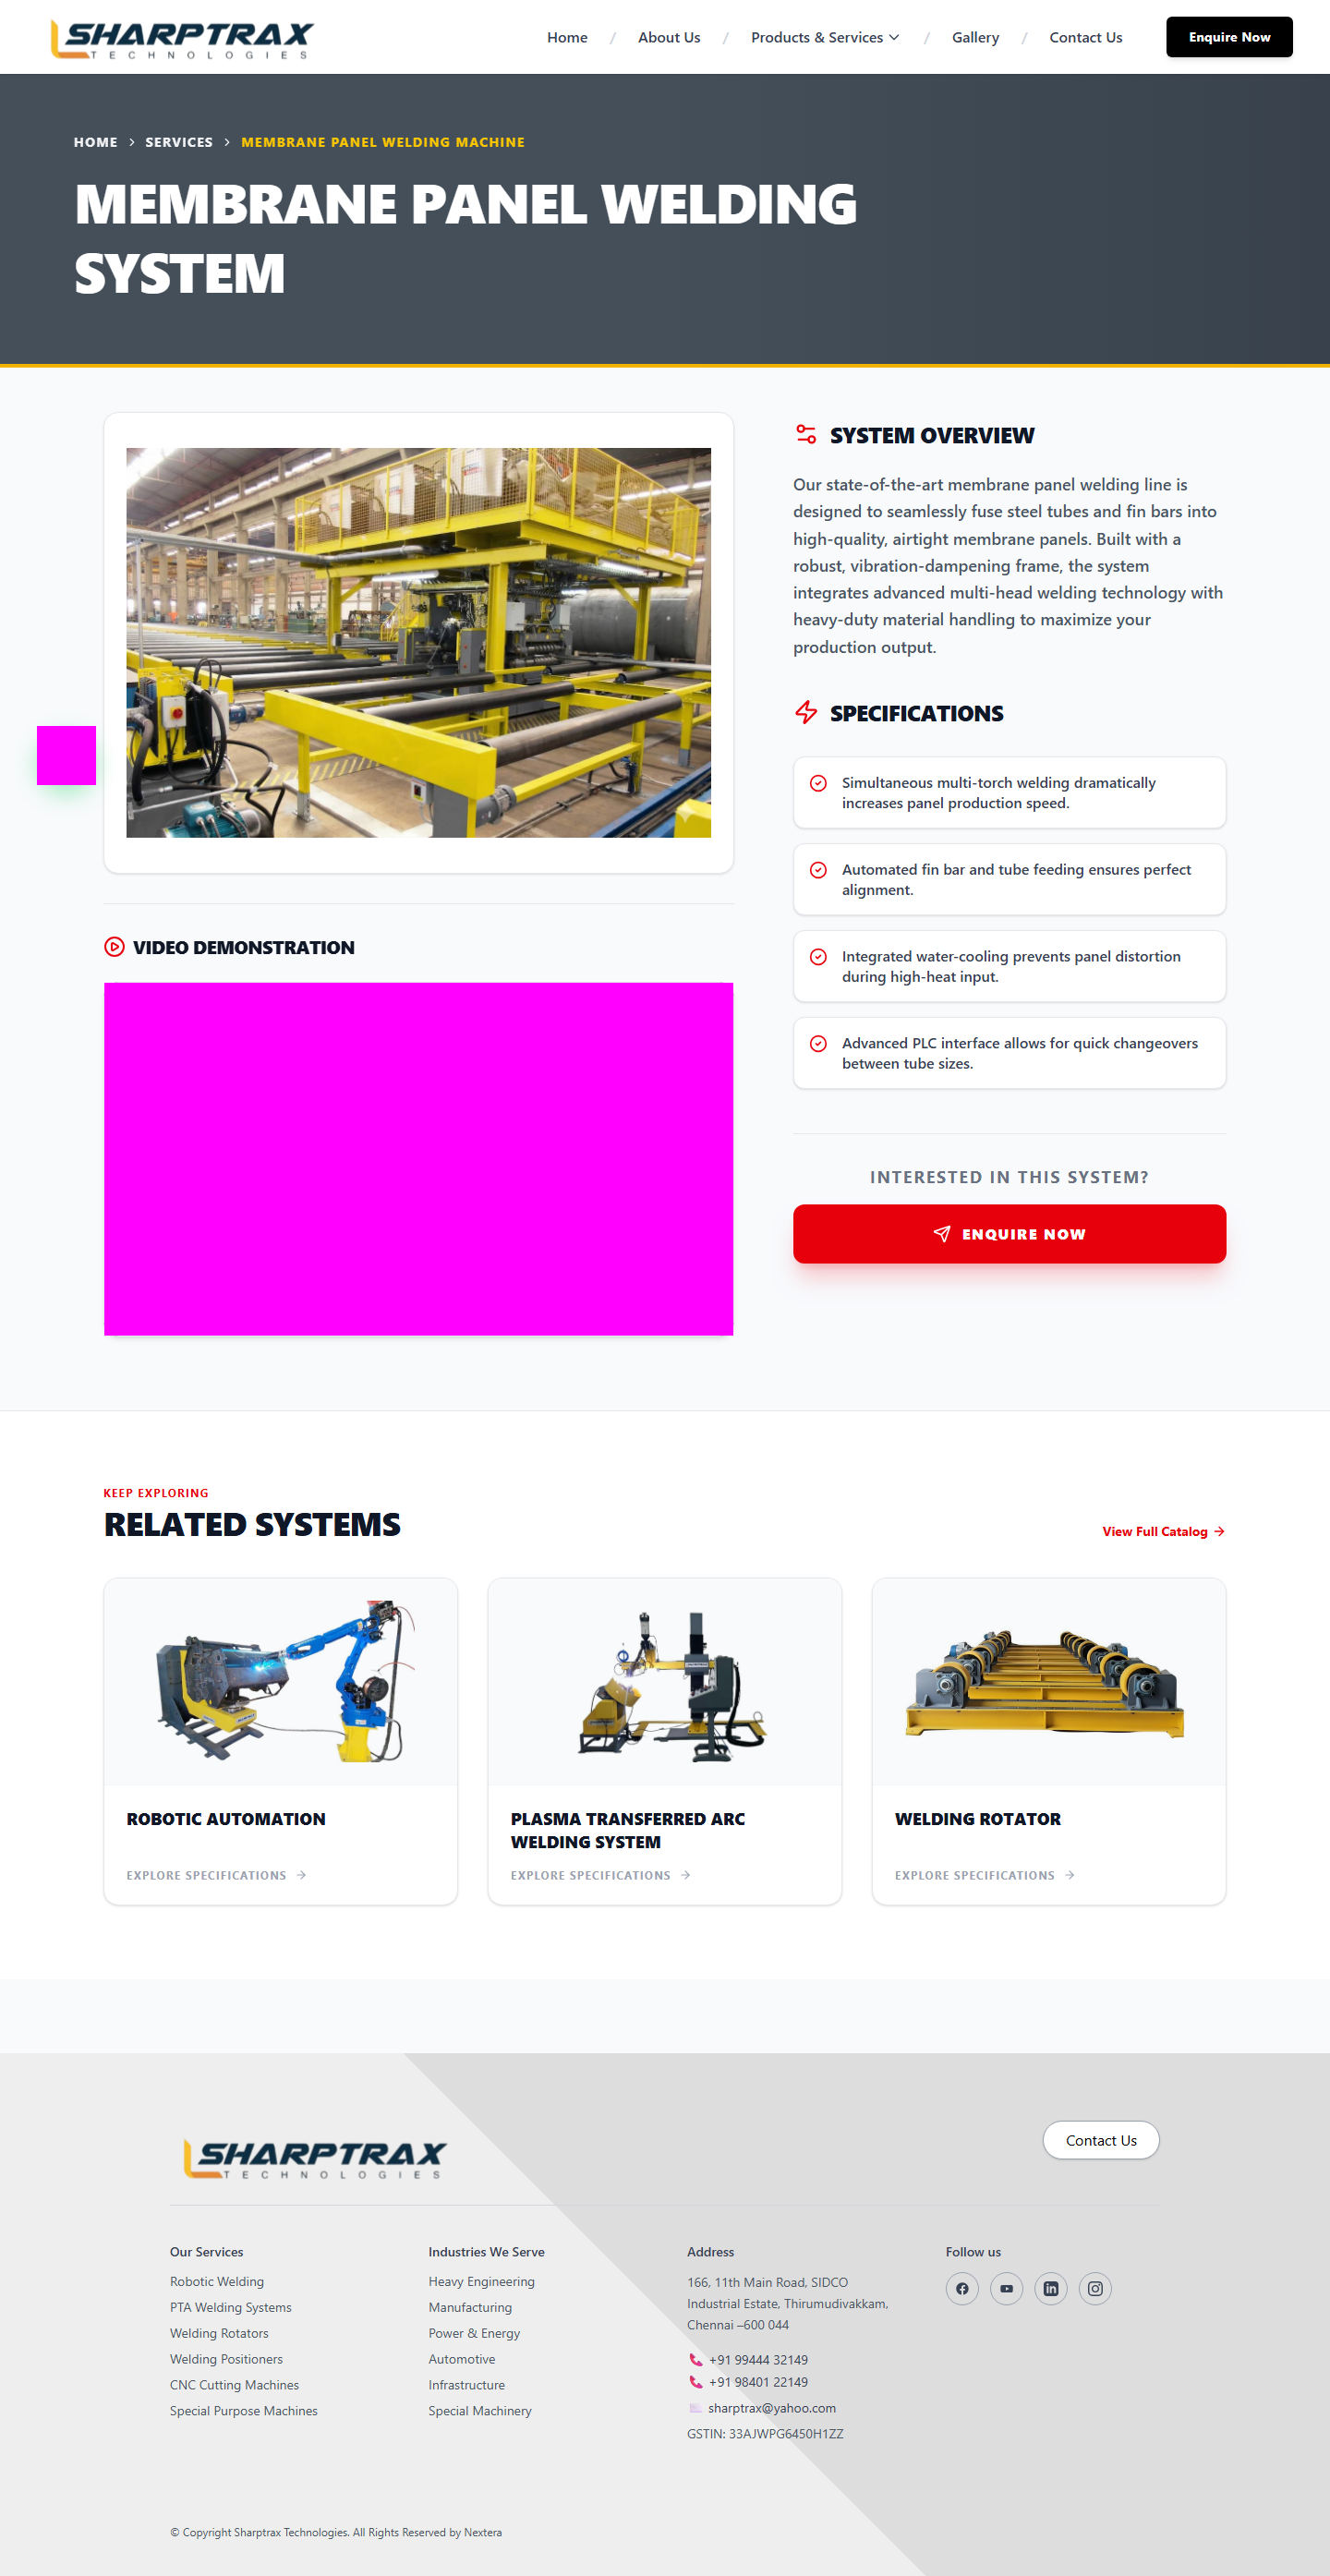 SHARPTRAX
TECHNOLOGIES
Home / About Us / Products & Services / Gallery / Contact Us
Enquire Now
HOME > SERVICES > MEMBRANE PANEL WELDING MACHINE
MEMBRANE PANEL WELDING
SYSTEM
SYSTEM OVERVIEW
Our state-of-the-art membrane panel welding line is
designed to seamlessly fuse steel tubes and fin bars into
high-quality, airtight membrane panels. Built with a
robust, vibration-dampening frame, the system
integrates advanced multi-head welding technology with
heavy-duty material handling to maximize your
production output.
SPECIFICATIONS
Simultaneous multi-torch welding dramatically
increases panel production speed.
Automated fin bar and tube feeding ensures perfect
alignment.
Integrated water-cooling prevents panel distortion
during high-heat input.
Advanced PLC interface allows for quick changeovers
between tube sizes.
INTERESTED IN THIS SYSTEM?
ENQUIRE NOW
VIDEO DEMONSTRATION
KEEP EXPLORING
RELATED SYSTEMS
View Full Catalog →
ROBOTIC AUTOMATION
EXPLORE SPECIFICATIONS →
PLASMA TRANSFERRED ARC
WELDING SYSTEM
EXPLORE SPECIFICATIONS →
WELDING ROTATOR
EXPLORE SPECIFICATIONS →
SHARPTRAX
TECHNOLOGIES
Contact Us
Our Services
Robotic Welding
PTA Welding Systems
Welding Rotators
Welding Positioners
CNC Cutting Machines
Special Purpose Machines
Industries We Serve
Heavy Engineering
Manufacturing
Power & Energy
Automotive
Infrastructure
Special Machinery
Address
166, 11th Main Road, SIDCO
Industrial Estate, Thirumudivakkam,
Chennai –600 044
+91 99444 32149
+91 98401 22149
sharptrax@yahoo.com
GSTIN: 33AJWPG6450H1ZZ
Follow us
© Copyright Sharptrax Technologies. All Rights Reserved by Nextera